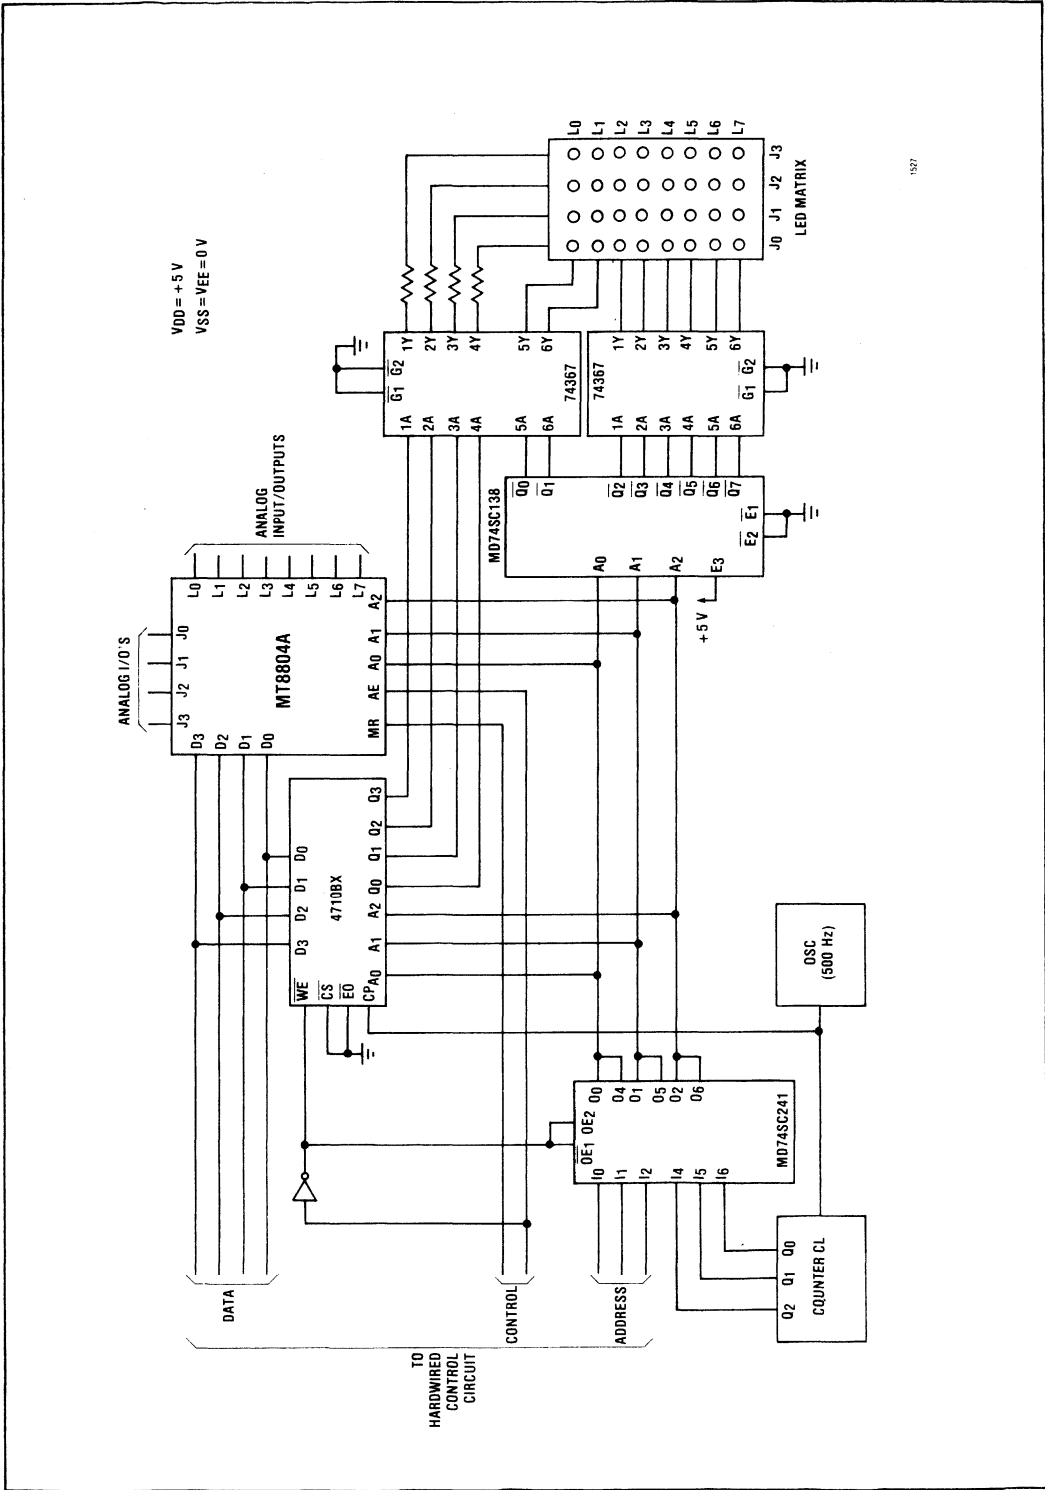 VDD = +5 V
VSS = VEE = 0 V
ANALOG I/O'S
J3 J2 J1 J0
ANALOG
INPUT/OUTPUTS
L0
L1
L2
L3
L4
L5
L6
L7
D3
D2
D1
D0
MT8804A
MR AE A0 A1 A2
D3 D2 D1 D0
4710BX
WE
CS
EO
CP
A0 A1 A2 Q0 Q1 Q2 Q3
G1 G2
1A 1Y
2A 2Y
3A 3Y
4A 4Y
5A 5Y
6A 6Y
74367
74367
1A 1Y
2A 2Y
3A 3Y
4A 4Y
5A 5Y
6A 6Y
G1 G2
L0
L1
L2
L3
L4
L5
L6
L7
J0 J1 J2 J3
LED MATRIX
MD74SC138
Q0
Q1
Q2
Q3
Q4
Q5
Q6
Q7
A0
A1
A2
E3
E2 E1
+5 V
OE1 OE2
I0
I1
I2
I4
I5
I6
O0
O4
O1
O5
O2
O6
MD74SC241
OSC
(500 Hz)
Q2 Q1 Q0
COUNTER CL
DATA
CONTROL
ADDRESS
TO
HARDWIRED
CONTROL
CIRCUIT
1527